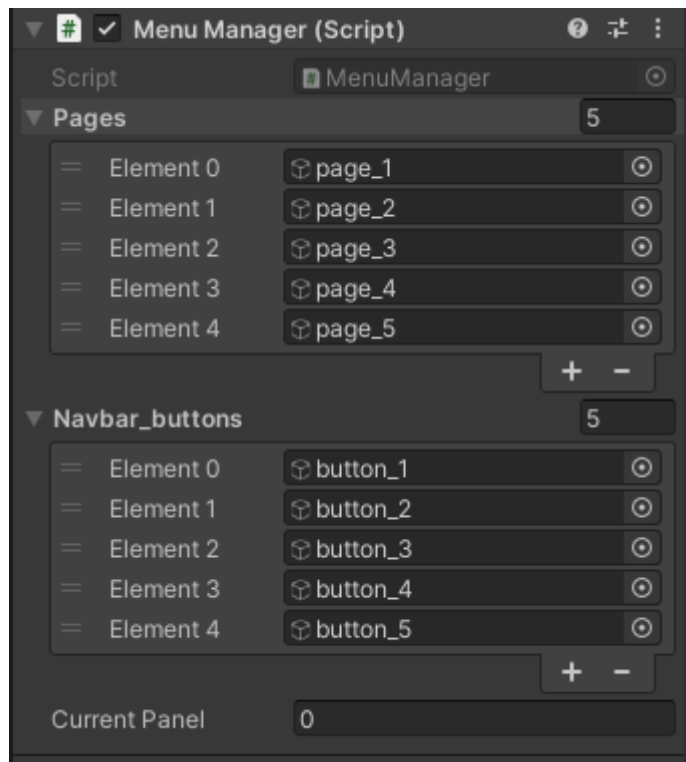 Menu Manager (Script)
Script MenuManager
Pages 5
Element 0 page_1
Element 1 page_2
Element 2 page_3
Element 3 page_4
Element 4 page_5
+ -
Navbar_buttons 5
Element 0 button_1
Element 1 button_2
Element 2 button_3
Element 3 button_4
Element 4 button_5
+ -
Current Panel 0